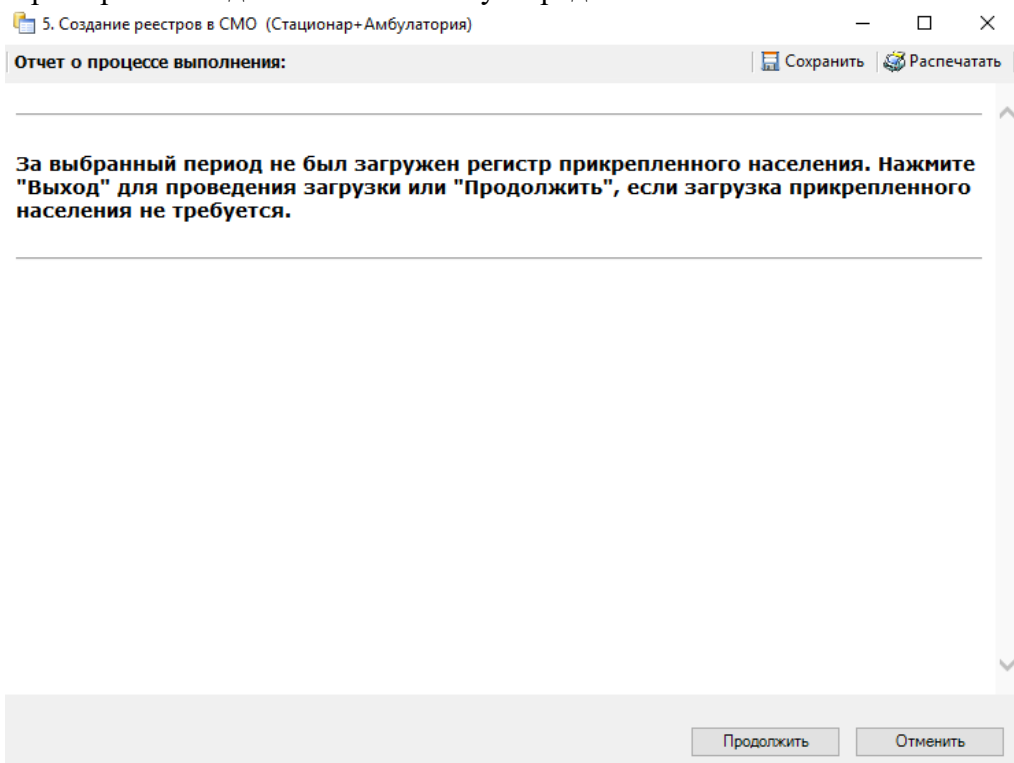 5. Создание реестров в СМО (Стационар+Амбулатория)
Отчет о процессе выполнения:
Сохранить
Распечатать
За выбранный период не был загружен регистр прикрепленного населения. Нажмите
"Выход" для проведения загрузки или "Продолжить", если загрузка прикрепленного
населения не требуется.
Продолжить
Отменить